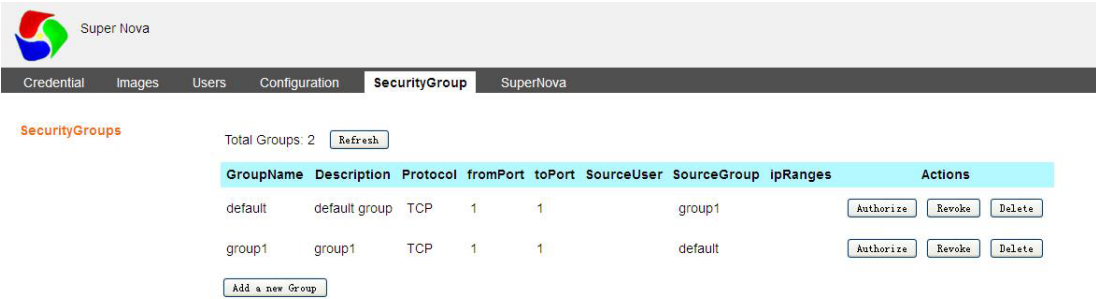 Super Nova
Credential Images Users Configuration SecurityGroup SuperNova
SecurityGroups
Total Groups: 2 Refresh
GroupName Description Protocol fromPort toPort SourceUser SourceGroup ipRanges Actions
default default group TCP 1 1 group1 Authorize Revoke Delete
group1 group1 TCP 1 1 default Authorize Revoke Delete
Add a new Group